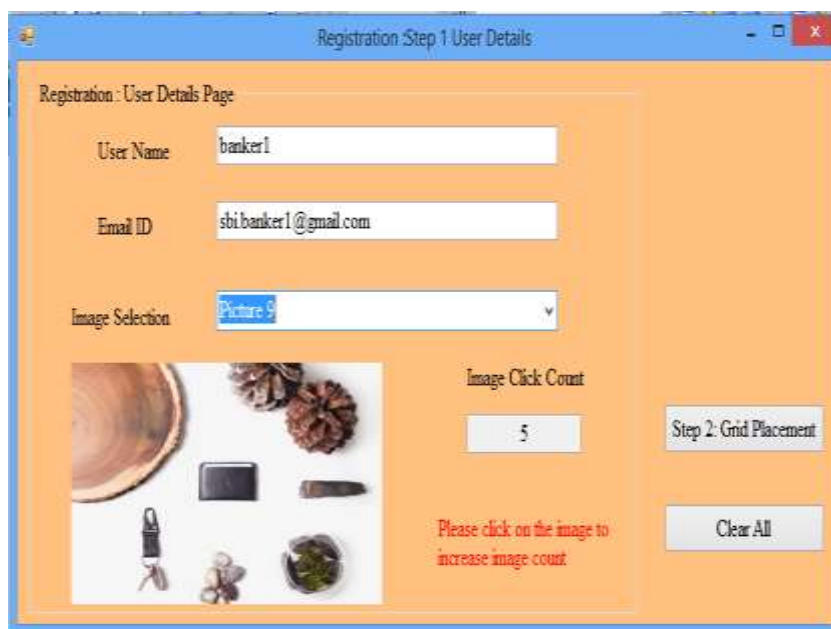 Registration :Step 1 User Details
Registration : User Details Page
User Name
banker1
Email ID
sbi.banker1@gmail.com
Image Selection
Picture 9
Image Click Count
5
Step 2: Grid Placement
Please click on the image to
increase image count
Clear All